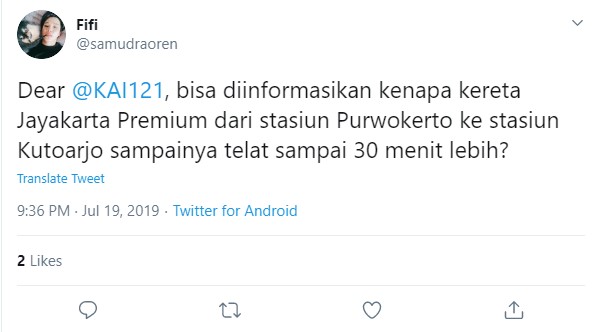 Fifi
@samudraoren
Dear @KAI121, bisa diinformasikan kenapa kereta
Jayakarta Premium dari stasiun Purwokerto ke stasiun
Kutoarjo sampainya telat sampai 30 menit lebih?
Translate Tweet
9:36 PM · Jul 19, 2019 · Twitter for Android
2 Likes